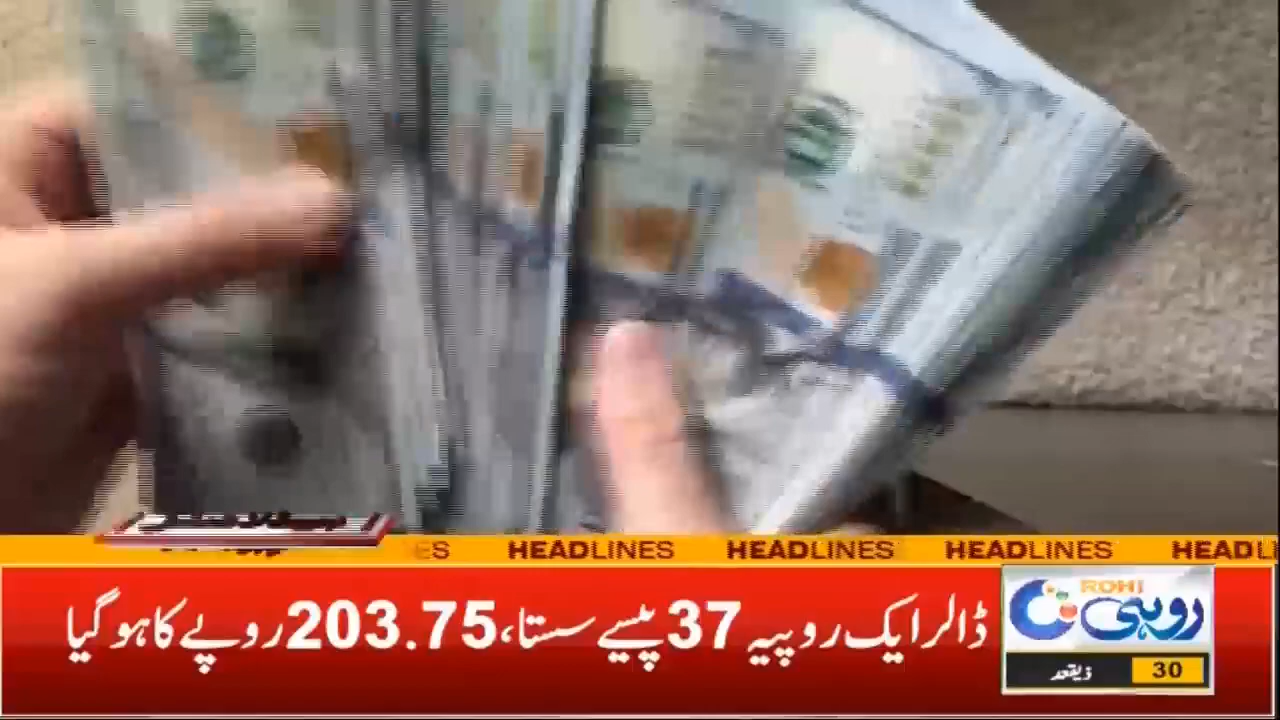 HEADLINES HEADLINES HEADLINES
ڈالر ایک روپیہ 37 پیسے سستا، 203.75 روپے کا ہو گیا
ROHI
روہی
30 ذیقعد